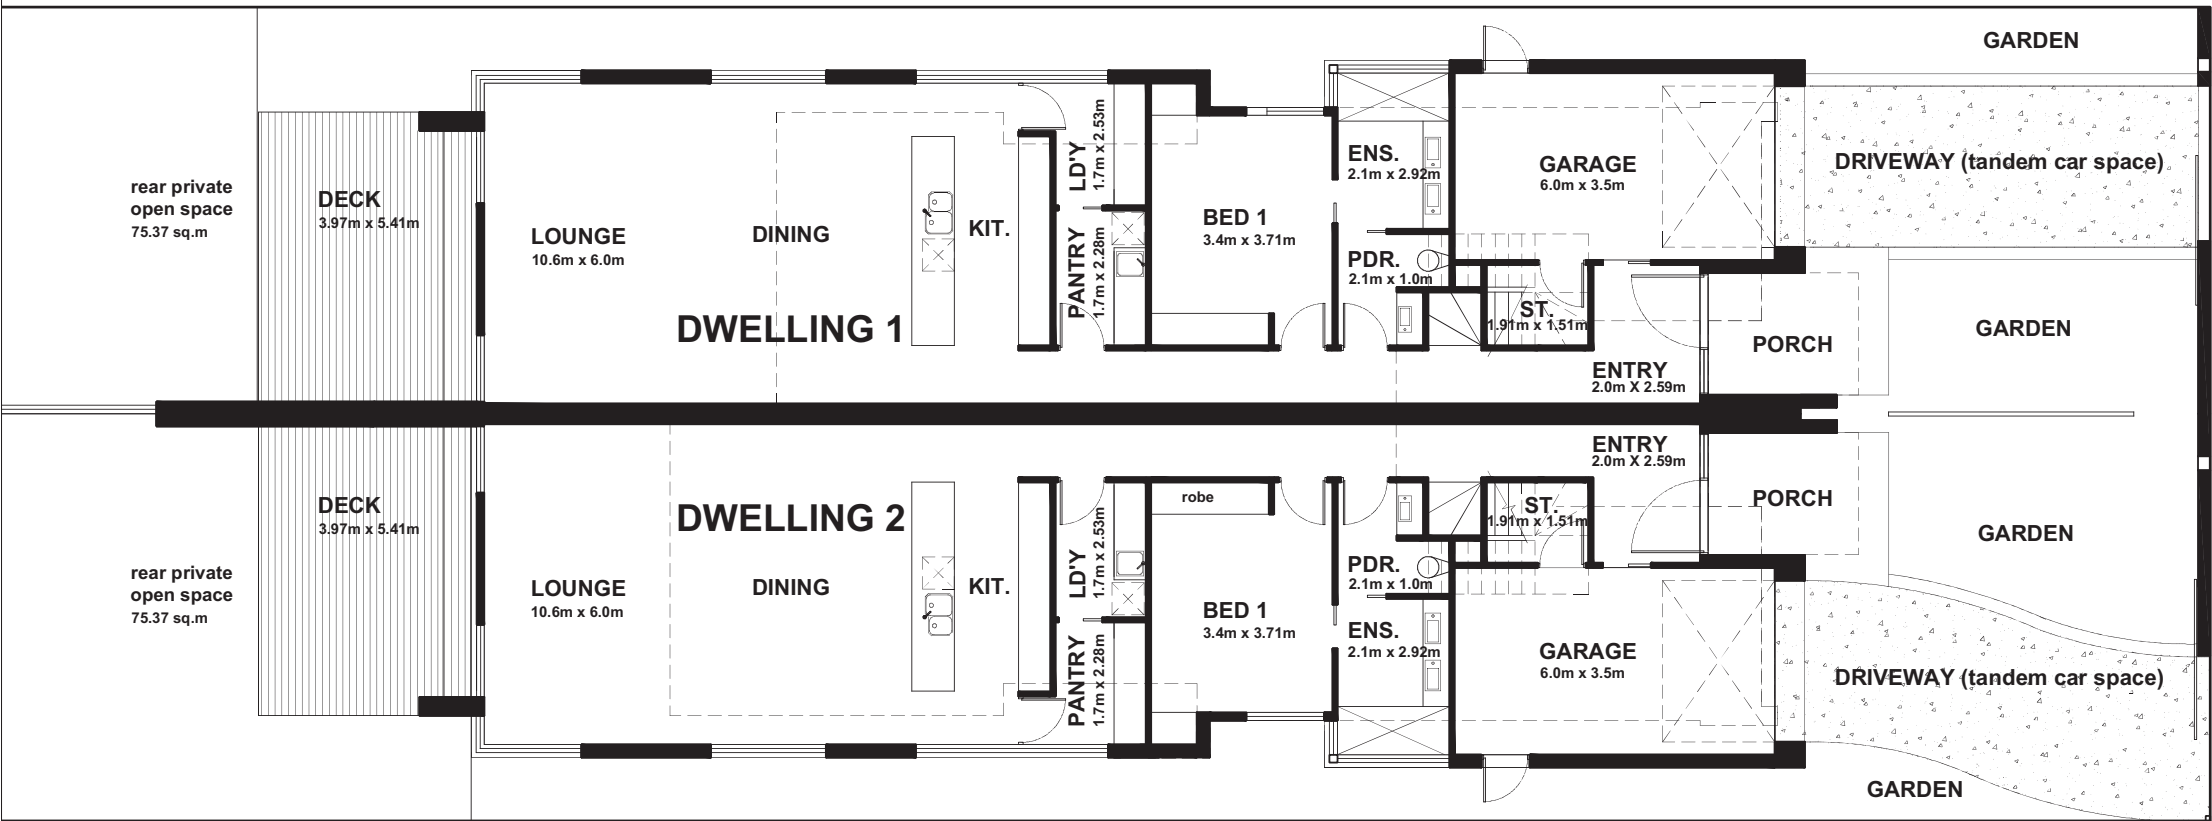 GARDEN
DRIVEWAY (tandem car space)
GARAGE
6.0m x 3.5m
ENS.
2.1m x 2.92m
LD'Y
1.7m x 2.53m
rear private
open space
75.37 sq.m
DECK
3.97m x 5.41m
LOUNGE
10.6m x 6.0m
DINING
KIT.
PANTRY
1.7m x 2.28m
BED 1
3.4m x 3.71m
PDR.
2.1m x 1.0m
ST.
1.91m x 1.51m
DWELLING 1
PORCH
GARDEN
ENTRY
2.0m X 2.59m
ENTRY
2.0m X 2.59m
DECK
3.97m x 5.41m
DWELLING 2
robe
ST.
1.91m x 1.51m
PORCH
GARDEN
rear private
open space
75.37 sq.m
LOUNGE
10.6m x 6.0m
DINING
KIT.
LD'Y
1.7m x 2.53m
PDR.
2.1m x 1.0m
BED 1
3.4m x 3.71m
ENS.
2.1m x 2.92m
PANTRY
1.7m x 2.28m
GARAGE
6.0m x 3.5m
DRIVEWAY (tandem car space)
GARDEN